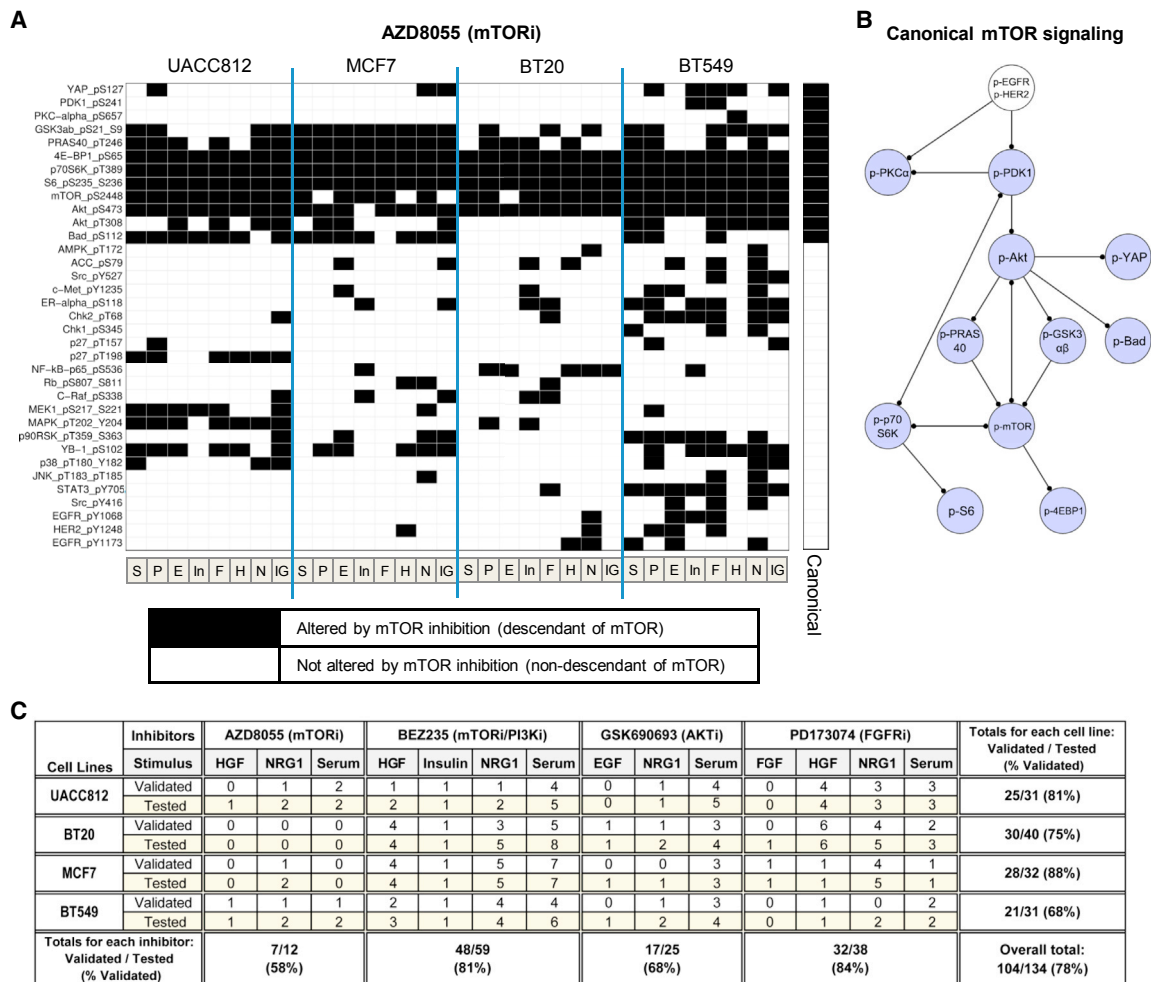 A
AZD8055 (mTORi)
UACC812 MCF7 BT20 BT549
YAP_pS127
PDK1_pS241
PKC-alpha_pS657
GSK3ab_pS21_S9
PRAS40_pT246
4E-BP1_pS65
p70S6K_pT389
S6_pS235_S236
mTOR_pS2448
Akt_pS473
Akt_pT308
Bad_pS112
AMPK_pT172
ACC_pS79
Src_pY527
c-Met_pY1235
ER-alpha_pS118
Chk2_pT68
Chk1_pS345
p27_pT157
p27_pT198
NF-kB-p65_pS536
Rb_pS807_S811
C-Raf_pS338
MEK1_pS217_S221
MAPK_pT202_Y204
p90RSK_pT359_S363
YB-1_pS102
p38_pT180_Y182
JNK_pT183_pT185
STAT3_pY705
Src_pY416
EGFR_pY1068
HER2_pY1248
EGFR_pY1173
S P E In F H N IG S P E In F H N IG S P E In F H N IG S P E In F H N IG
Canonical
Altered by mTOR inhibition (descendant of mTOR)
Not altered by mTOR inhibition (non-descendant of mTOR)
B
Canonical mTOR signaling
p-EGFR
p-HER2
p-PKCα
p-PDK1
p-Akt
p-YAP
p-PRAS
40
p-GSK3
αβ
p-Bad
p-p70
S6K
p-mTOR
p-S6
p-4EBP1
C
Cell Lines Inhibitors AZD8055 (mTORi) BEZ235 (mTORi/PI3Ki) GSK690693 (AKTi) PD173074 (FGFRi) Totals for each cell line:
Validated / Tested
(% Validated)
Stimulus HGF NRG1 Serum HGF Insulin NRG1 Serum EGF NRG1 Serum FGF HGF NRG1 Serum
UACC812 Validated 0 1 2 1 1 1 4 0 1 4 0 4 3 3 25/31 (81%)
Tested 1 2 2 2 1 2 5 0 1 5 0 4 3 3
BT20 Validated 0 0 0 4 1 3 5 1 1 3 0 6 4 2 30/40 (75%)
Tested 0 0 0 4 1 5 8 1 2 4 1 6 5 3
MCF7 Validated 0 1 0 4 1 5 7 0 0 3 1 1 4 1 28/32 (88%)
Tested 0 2 0 4 1 5 7 1 1 3 1 1 5 1
BT549 Validated 1 1 1 2 1 4 4 0 1 3 0 1 0 2 21/31 (68%)
Tested 1 2 2 3 1 4 6 1 2 4 0 1 2 2
Totals for each inhibitor:
Validated / Tested
(% Validated)
7/12
(58%)
48/59
(81%)
17/25
(68%)
32/38
(84%)
Overall total:
104/134 (78%)